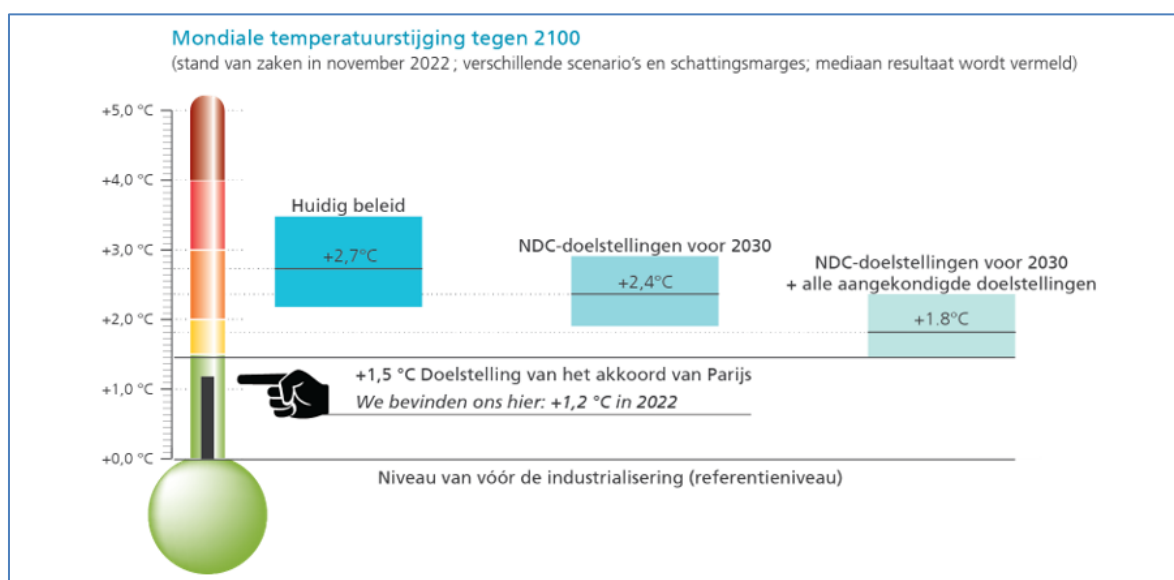 Mondiale temperatuurstijging tegen 2100
(stand van zaken in november 2022 ; verschillende scenario's en schattingsmarges; mediaan resultaat wordt vermeld)
+5,0 °C
+4,0 °C
+3,0 °C
+2,0 °C
+1,0 °C
+0,0 °C
Huidig beleid
+2,7°C
NDC-doelstellingen voor 2030
+2,4°C
NDC-doelstellingen voor 2030
+ alle aangekondigde doelstellingen
+1.8°C
+1,5 °C Doelstelling van het akkoord van Parijs
We bevinden ons hier: +1,2 °C in 2022
Niveau van vóór de industrialisering (referentieniveau)